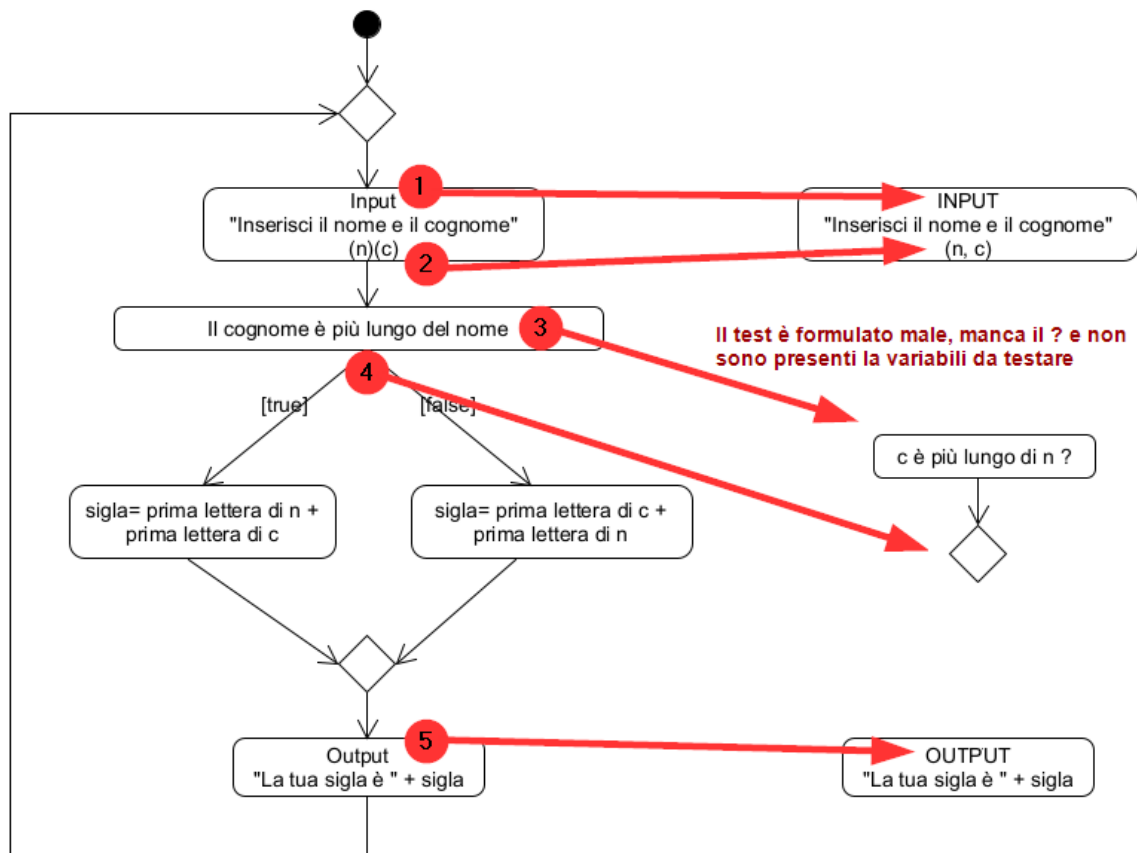 1
Input
"Inserisci il nome e il cognome"
(n)(c)
INPUT
"Inserisci il nome e il cognome"
(n, c)
2
Il cognome è più lungo del nome
3
Il test è formulato male, manca il ? e non
sono presenti la variabili da testare
4
[true]
[false]
c è più lungo di n ?
sigla= prima lettera di n +
prima lettera di c
sigla= prima lettera di c +
prima lettera di n
5
Output
"La tua sigla è " + sigla
OUTPUT
"La tua sigla è " + sigla